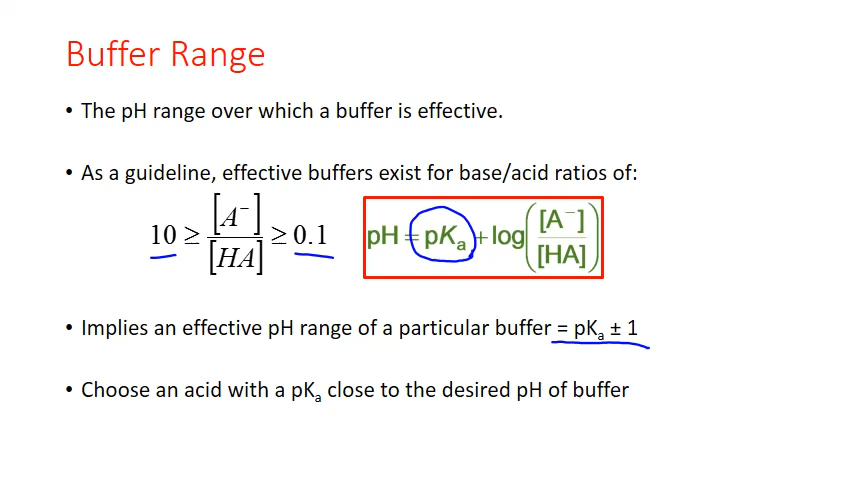 Buffer Range
• The pH range over which a buffer is effective.
• As a guideline, effective buffers exist for base/acid ratios of:
10 ≥ [A⁻]/[HA] ≥ 0.1 pH = pKₐ + log([A⁻]/[HA])
• Implies an effective pH range of a particular buffer = pKₐ ± 1
• Choose an acid with a pKₐ close to the desired pH of buffer